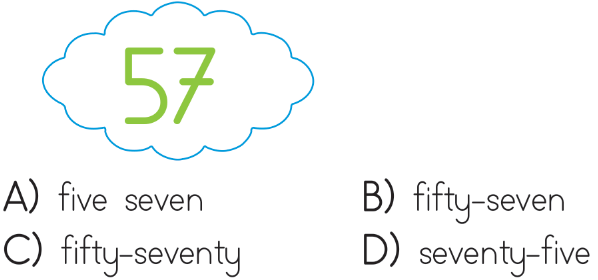 57
A) five seven B) fifty-seven
C) fifty-seventy D) seventy-five